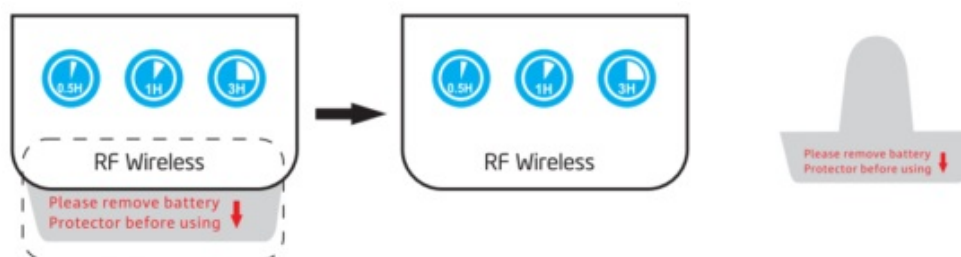 0.5H 1H 3H
RF Wireless
Please remove battery
Protector before using
0.5H 1H 3H
RF Wireless
Please remove battery
Protector before using